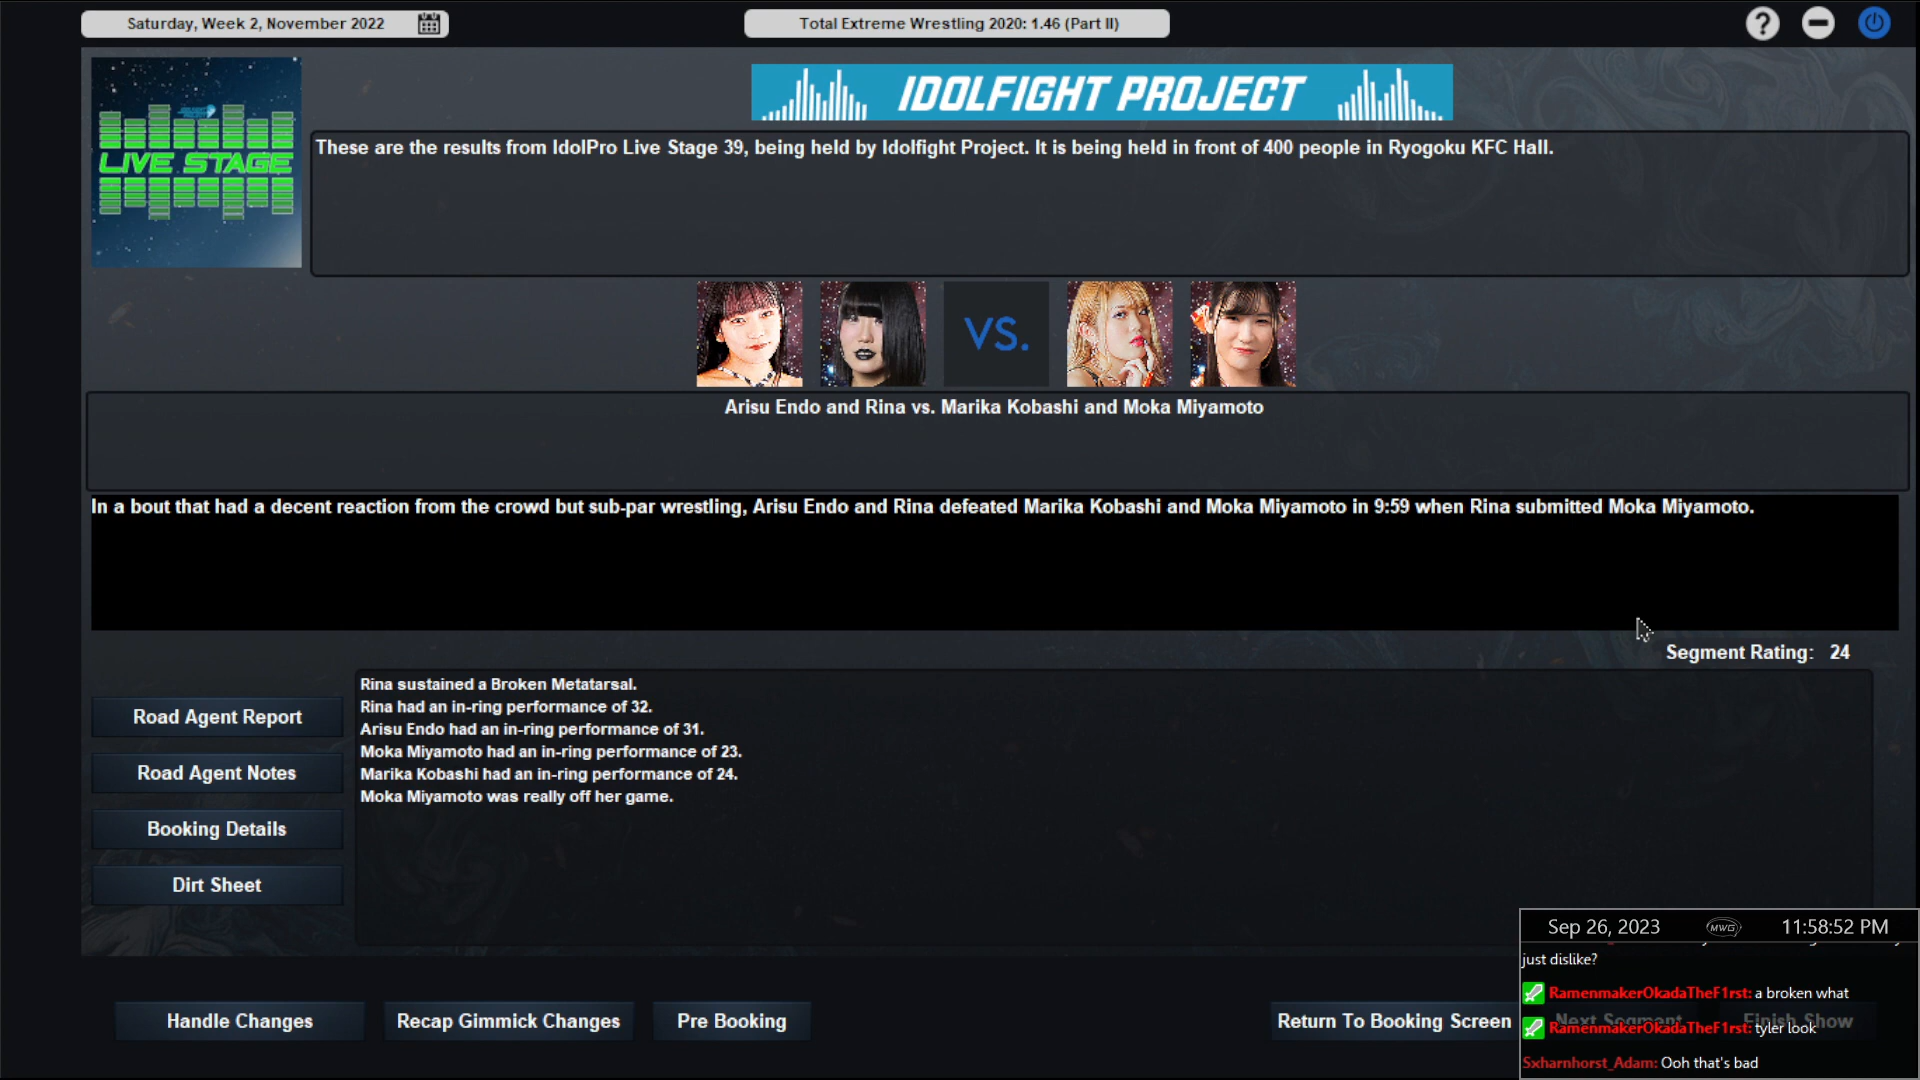 Saturday, Week 2, November 2022
Total Extreme Wrestling 2020: 1.46 (Part II)
?
LIVE STAGE
IDOLFIGHT PROJECT
These are the results from IdolPro Live Stage 39, being held by Idolfight Project. It is being held in front of 400 people in Ryogoku KFC Hall.
VS.
Arisu Endo and Rina vs. Marika Kobashi and Moka Miyamoto
In a bout that had a decent reaction from the crowd but sub-par wrestling, Arisu Endo and Rina defeated Marika Kobashi and Moka Miyamoto in 9:59 when Rina submitted Moka Miyamoto.
Segment Rating: 24
Road Agent Report
Road Agent Notes
Booking Details
Dirt Sheet
Rina sustained a Broken Metatarsal.
Rina had an in-ring performance of 32.
Arisu Endo had an in-ring performance of 31.
Moka Miyamoto had an in-ring performance of 23.
Marika Kobashi had an in-ring performance of 24.
Moka Miyamoto was really off her game.
Handle Changes
Recap Gimmick Changes
Pre Booking
Return To Booking Screen
Next Segment
Finish Show
Sep 26, 2023
MWG
11:58:52 PM
just dislike?
RamenmakerOkadaTheF1rst: a broken what
RamenmakerOkadaTheF1rst: tyler look
Sxharnhorst_Adam: Ooh that's bad